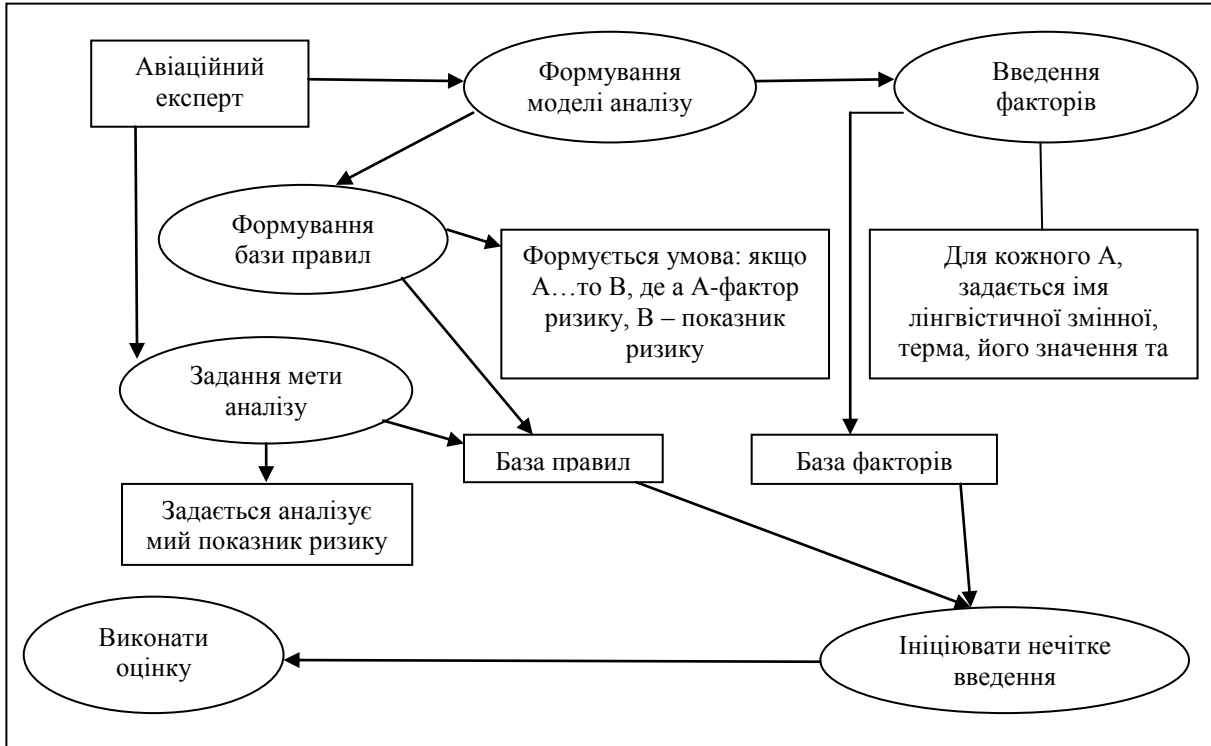 Авіаційний
експерт
Формування
моделі аналізу
Введення
факторів
Формування
бази правил
Формується умова: якщо
А…то В, де а А-фактор
ризику, В – показник
ризику
Для кожного А,
задається імя
лінгвістичної змінної,
терма, його значення та
Задання мети
аналізу
База правил
База факторів
Задається аналізує
мий показник ризику
Виконати
оцінку
Ініціювати нечітке
введення